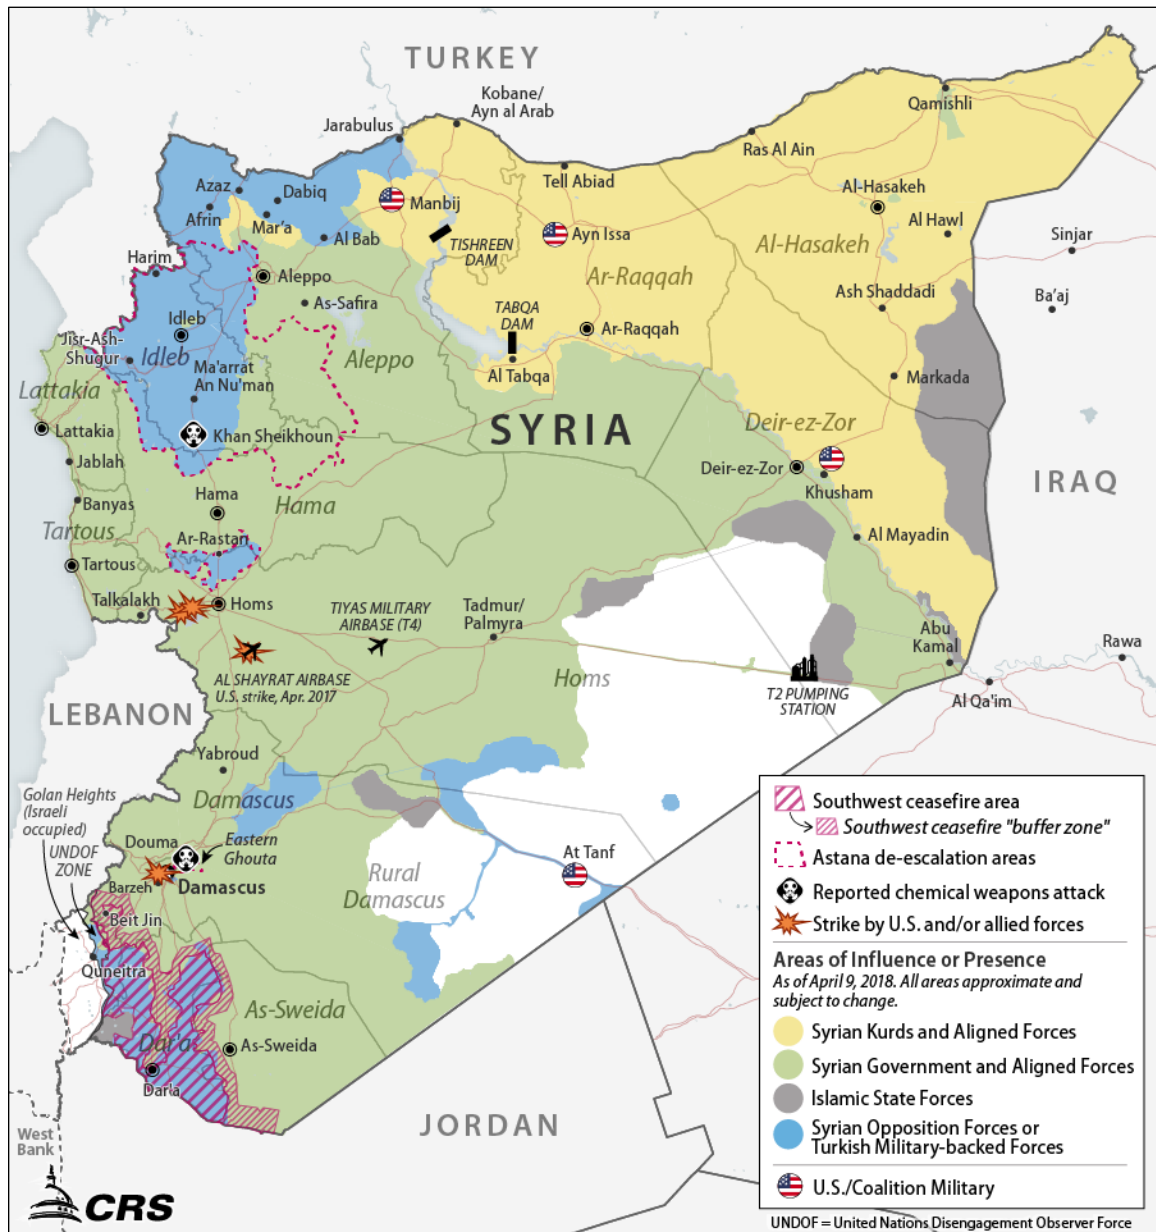 TURKEY
Kobane/
Ayn al Arab
Jarabulus
Qamishli
Ras Al Ain
Tell Abiad
Azaz
Dabiq
Afrin
Mar'a
Manbij
Al Bab
TISHREEN
DAM
Ayn Issa
Al-Hasakeh
Al Hawl
Al-Hasakeh
Sinjar
Harim
Aleppo
As-Safira
Ar-Raqqah
Ash Shaddadi
Ba'aj
TABQA
DAM
Ar-Raqqah
Idleb
Jisr-Ash-
Shugur
Idleb
Aleppo
Ma'arrat
An Nu'man
Al Tabqa
Markada
Lattakia
Lattakia
Khan Sheikhoun
SYRIA
Deir-ez-Zor
Jablah
Deir-ez-Zor
Khusham
IRAQ
Banyas
Hama
Hama
Tartous
Ar-Rastan
Al Mayadin
Tartous
Talkalakh
Homs
TIYAS MILITARY
AIRBASE (T4)
Tadmur/
Palmyra
Abu
Kamal
Rawa
AL SHAYRAT AIRBASE
U.S. strike, Apr. 2017
Homs
T2 PUMPING
STATION
Al Qa'im
LEBANON
Yabroud
Golan Heights
(Israeli
occupied)
UNDOF
ZONE
Damascus
Douma
Eastern
Ghouta
Barzeh
Damascus
At Tanf
Rural
Damascus
Beit Jin
Quneitra
As-Sweida
Dar'a
As-Sweida
Dar'a
JORDAN
West
Bank
CRS
Southwest ceasefire area
Southwest ceasefire "buffer zone"
Astana de-escalation areas
Reported chemical weapons attack
Strike by U.S. and/or allied forces
Areas of Influence or Presence
As of April 9, 2018. All areas approximate and
subject to change.
Syrian Kurds and Aligned Forces
Syrian Government and Aligned Forces
Islamic State Forces
Syrian Opposition Forces or
Turkish Military-backed Forces
U.S./Coalition Military
UNDOF = United Nations Disengagement Observer Force